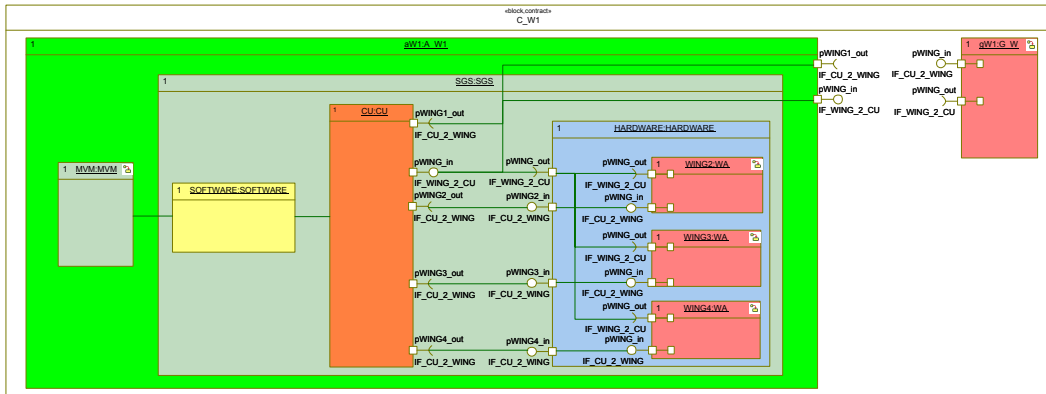 «block,contract»
C_W1
1
aW1:A_W1
pWING1_out
IF_CU_2_WING
pWING_in
IF_WING_2_CU
pWING_in
IF_CU_2_WING
pWING_out
IF_WING_2_CU
1 gW1:G_W
1
SGS:SGS
1 MVM:MVM
1 SOFTWARE:SOFTWARE
1
CU:CU
pWING1_out
IF_CU_2_WING
pWING_in
IF_WING_2_CU
pWING2_out
IF_CU_2_WING
pWING3_out
IF_CU_2_WING
pWING4_out
IF_CU_2_WING
pWING_out
IF_WING_2_CU
pWING2_in
IF_CU_2_WING
pWING3_in
IF_CU_2_WING
pWING4_in
IF_CU_2_WING
1
HARDWARE:HARDWARE
pWING_out
IF_WING_2_CU
pWING_in
IF_CU_2_WING
1 WING2:WA
pWING_out
IF_WING_2_CU
pWING_in
IF_CU_2_WING
1 WING3:WA
pWING_out
IF_WING_2_CU
pWING_in
IF_CU_2_WING
1 WING4:WA